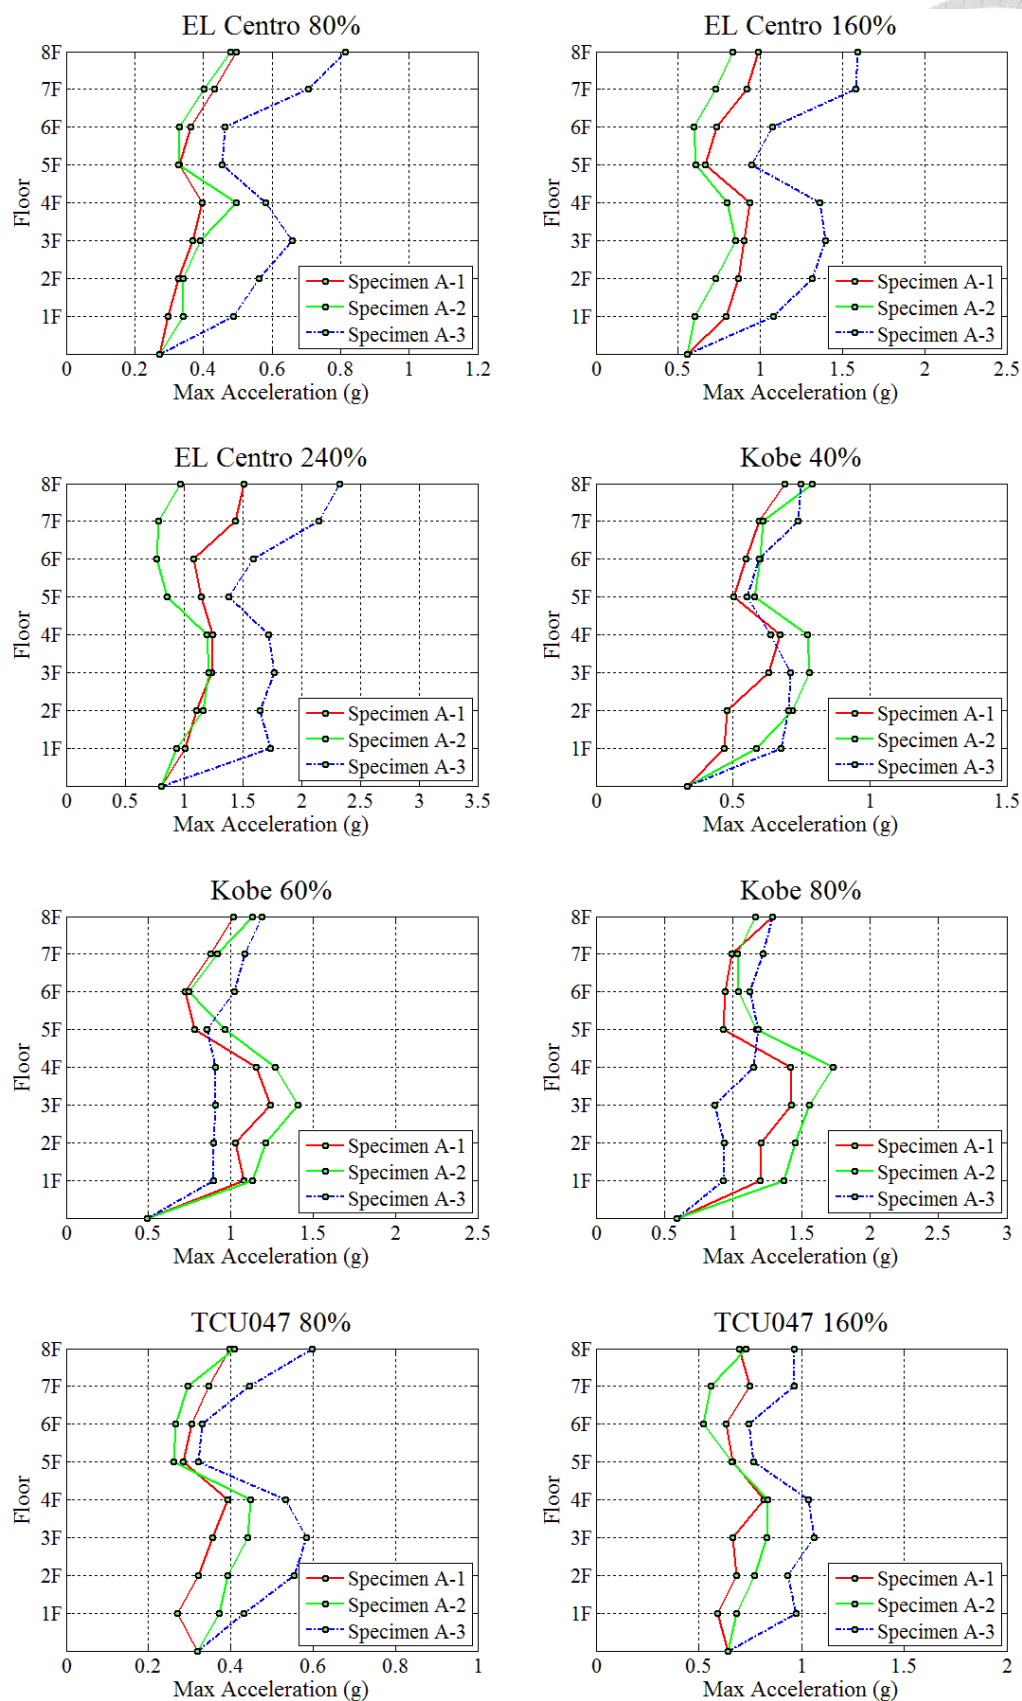 EL Centro 80%
8F
7F
6F
5F
4F
3F
2F
1F
Floor
Specimen A-1
Specimen A-2
Specimen A-3
0 0.2 0.4 0.6 0.8 1 1.2
Max Acceleration (g)
EL Centro 160%
8F
7F
6F
5F
4F
3F
2F
1F
Floor
Specimen A-1
Specimen A-2
Specimen A-3
0 0.5 1 1.5 2 2.5
Max Acceleration (g)
EL Centro 240%
8F
7F
6F
5F
4F
3F
2F
1F
Floor
Specimen A-1
Specimen A-2
Specimen A-3
0 0.5 1 1.5 2 2.5 3 3.5
Max Acceleration (g)
Kobe 40%
8F
7F
6F
5F
4F
3F
2F
1F
Floor
Specimen A-1
Specimen A-2
Specimen A-3
0 0.5 1 1.5
Max Acceleration (g)
Kobe 60%
8F
7F
6F
5F
4F
3F
2F
1F
Floor
Specimen A-1
Specimen A-2
Specimen A-3
0 0.5 1 1.5 2 2.5
Max Acceleration (g)
Kobe 80%
8F
7F
6F
5F
4F
3F
2F
1F
Floor
Specimen A-1
Specimen A-2
Specimen A-3
0 0.5 1 1.5 2 2.5 3
Max Acceleration (g)
TCU047 80%
8F
7F
6F
5F
4F
3F
2F
1F
Floor
Specimen A-1
Specimen A-2
Specimen A-3
0 0.2 0.4 0.6 0.8 1
Max Acceleration (g)
TCU047 160%
8F
7F
6F
5F
4F
3F
2F
1F
Floor
Specimen A-1
Specimen A-2
Specimen A-3
0 0.5 1 1.5 2
Max Acceleration (g)